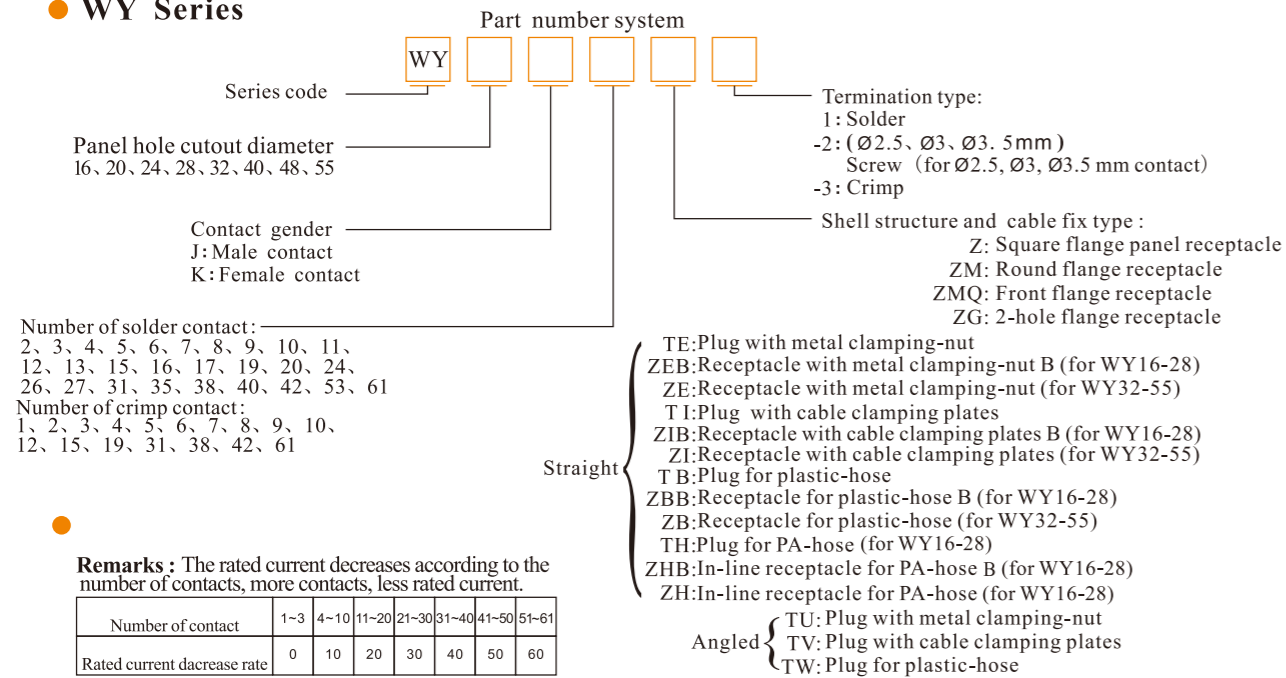 WY Series
Part number system
WY
Series code
Panel hole cutout diameter
16、20、24、28、32、40、48、55
Contact gender
J:Male contact
K:Female contact
Number of solder contact:
2、3、4、5、6、7、8、9、10、11、
12、13、15、16、17、19、20、24、
26、27、31、35、38、40、42、53、61
Number of crimp contact:
1、2、3、4、5、6、7、8、9、10、
12、15、19、31、38、42、61
Termination type:
1:Solder
-2:(Ø2.5、Ø3、Ø3. 5mm)
Screw（for Ø2.5, Ø3, Ø3.5 mm contact）
-3:Crimp
Shell structure and cable fix type :
Z: Square flange panel receptacle
ZM: Round flange receptacle
ZMQ: Front flange receptacle
ZG: 2-hole flange receptacle
Straight
TE:Plug with metal clamping-nut
ZEB:Receptacle with metal clamping-nut B (for WY16-28)
ZE:Receptacle with metal clamping-nut (for WY32-55)
T I:Plug with cable clamping plates
ZIB:Receptacle with cable clamping plates B (for WY16-28)
ZI:Receptacle with cable clamping plates (for WY32-55)
T B:Plug for plastic-hose
ZBB:Receptacle for plastic-hose B (for WY16-28)
ZB:Receptacle for plastic-hose (for WY32-55)
TH:Plug for PA-hose (for WY16-28)
ZHB:In-line receptacle for PA-hose B (for WY16-28)
ZH:In-line receptacle for PA-hose (for WY16-28)
Angled
TU: Plug with metal clamping-nut
TV: Plug with cable clamping plates
TW: Plug for plastic-hose
Remarks : The rated current decreases according to the
number of contacts, more contacts, less rated current.
Number of contact 1~3 4~10 11~20 21~30 31~40 41~50 51~61
Rated current dacrease rate 0 10 20 30 40 50 60